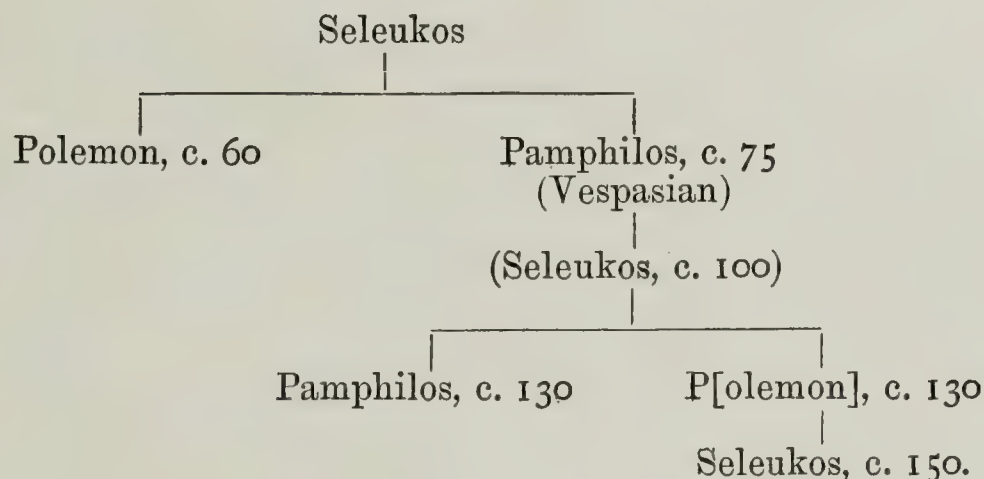 Seleukos
Polemon, c. 60 Pamphilos, c. 75
(Vespasian)
(Seleukos, c. 100)
Pamphilos, c. 130 P[olemon], c. 130
Seleukos, c. 150.